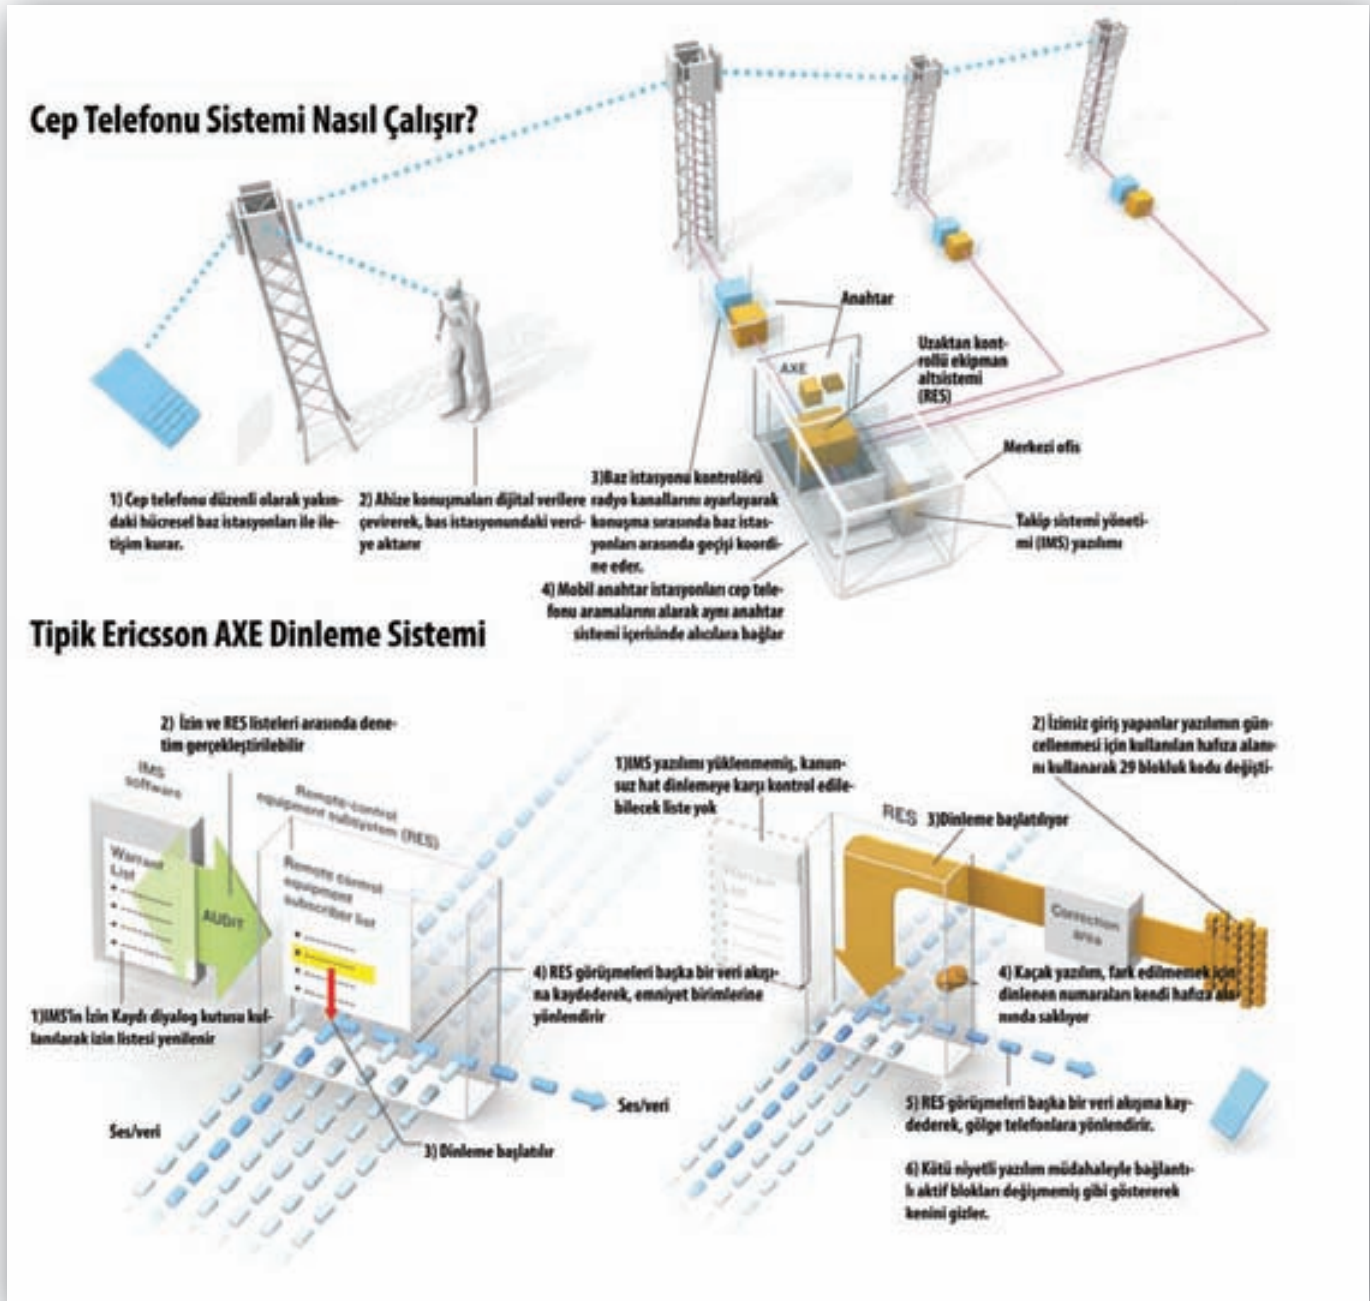 Cep Telefonu Sistemi Nasıl Çalışır?
Anahtar
AXE
Uzaktan kont-
rollü ekipman
altsistemi
(RES)
Merkezi ofis
Takip sistemi yöneti-
mi (IMS) yazılımı
1) Cep telefonu düzenli olarak yakın-
daki hücresel baz istasyonları ile ile-
tişim kurar.
2) Ahize konuşmaları dijital verilere
çevirerek, bas istasyonundaki verci-
ye aktarır
3)Baz istasyonu kontrolörü
radyo kanallarını ayarlayarak
konuşma sırasında baz istas-
yonları arasında geçişi koordi-
ne eder.
4) Mobil anahtar istasyonları cep tele-
fonu aramalarını alarak aynı anahtar
sistemi içerisinde alıcılara bağlar
Tipik Ericsson AXE Dinleme Sistemi
2) İzin ve RES listeleri arasında dene-
tim gerçekleştirilebilir
IMS
software
Remote-control
equipment subsystem (RES)
Warrant
List
AUDIT
Remote control
equipment
subscriber list
1)IMS'in İzin Kaydı diyalog kutusu kul-
lanılarak izin listesi yenilenir
4) RES görüşmeleri başka bir veri akışı-
na kaydederek, emniyet birimlerine
yönlendirir
Ses/veri
Ses/veri
3) Dinleme başlatılır
1)IMS yazılımı yüklenmemiş, kanun-
suz hat dinlemeye karşı kontrol edile-
bilecek liste yok
2) İzinsiz giriş yapanlar yazılımın gün-
cellenmesi için kullanılan hafıza alanı-
nı kullanarak 29 blokluk kodu değişti-
RES
3)Dinleme başlatılıyor
Warrant
List
Correction
area
4) Kaçak yazılım, fark edilmemek için
dinlenen numaraları kendi hafıza ala-
nında saklıyor
5) RES görüşmeleri başka bir veri akışına kay-
dederek, gölge telefonlara yönlendirir.
6) Kötü niyetli yazılım müdahaleyle bağlantı-
lı aktif blokları değişmemiş gibi göstererek
kenini gizler.